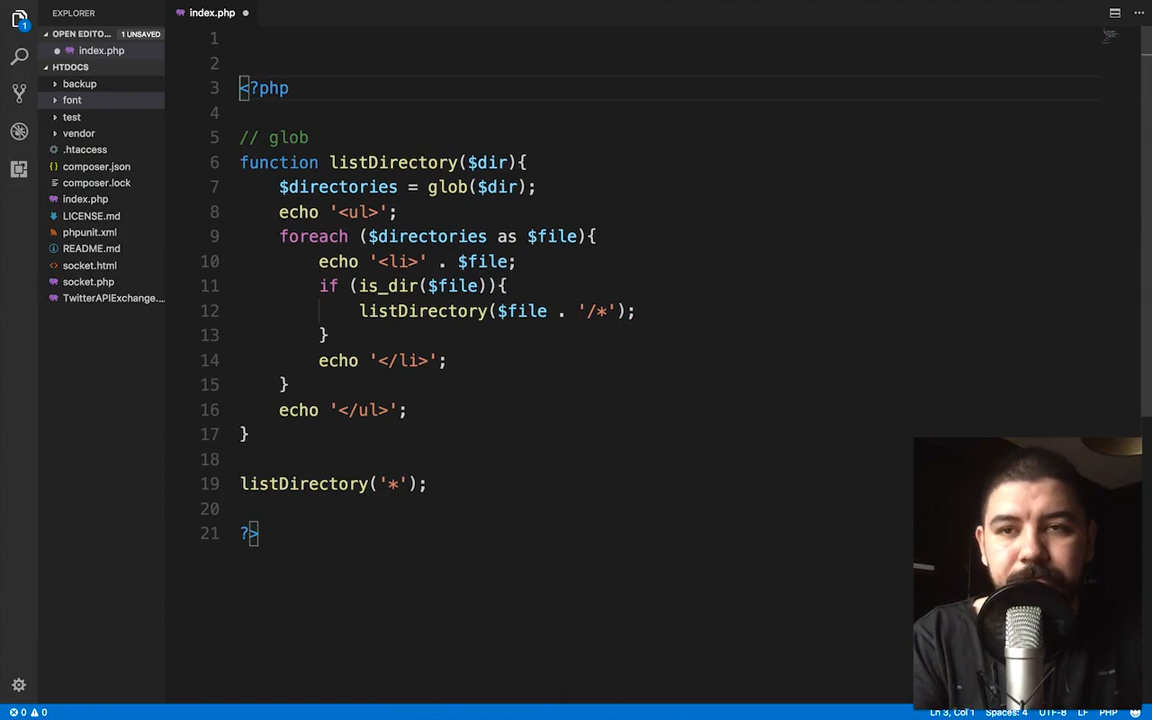 EXPLORER
index.php
OPEN EDITO... 1 UNSAVED
index.php
HTDOCS
backup
font
test
vendor
.htaccess
composer.json
composer.lock
index.php
LICENSE.md
phpunit.xml
README.md
socket.html
socket.php
TwitterAPIExchange....
1
1
2
3 <?php
4
5 // glob
6 function listDirectory($dir){
7 $directories = glob($dir);
8 echo '<ul>';
9 foreach ($directories as $file){
10 echo '<li>' . $file;
11 if (is_dir($file)){
12 listDirectory($file . '/*');
13 }
14 echo '</li>';
15 }
16 echo '</ul>';
17 }
18
19 listDirectory('*');
20
21 ?>
0 0
Ln 3, Col 1 Spaces: 4 UTF-8 LF PHP